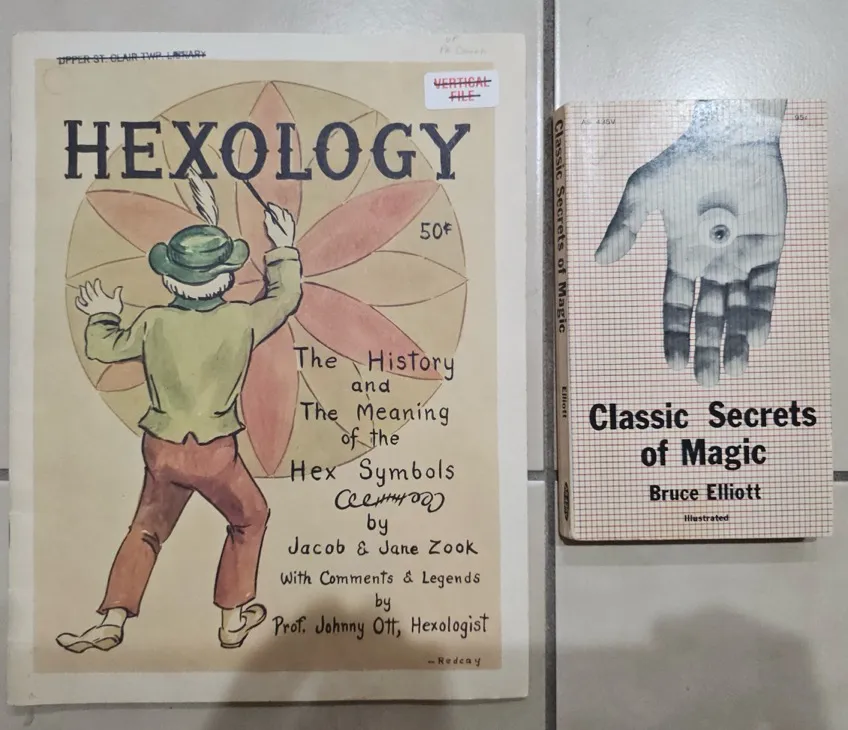 UPPER ST. CLAIR TWP. LIBRARY
VERTICAL
FILE
HEXOLOGY
50¢
The History
and
The Meaning
of the
Hex Symbols
by
Jacob & Jane Zook
With Comments & Legends
by
Prof. Johnny Ott, Hexologist
-Redcay
Classic Secrets of Magic
Elliott
95c
Classic Secrets
of Magic
Bruce Elliott
Illustrated